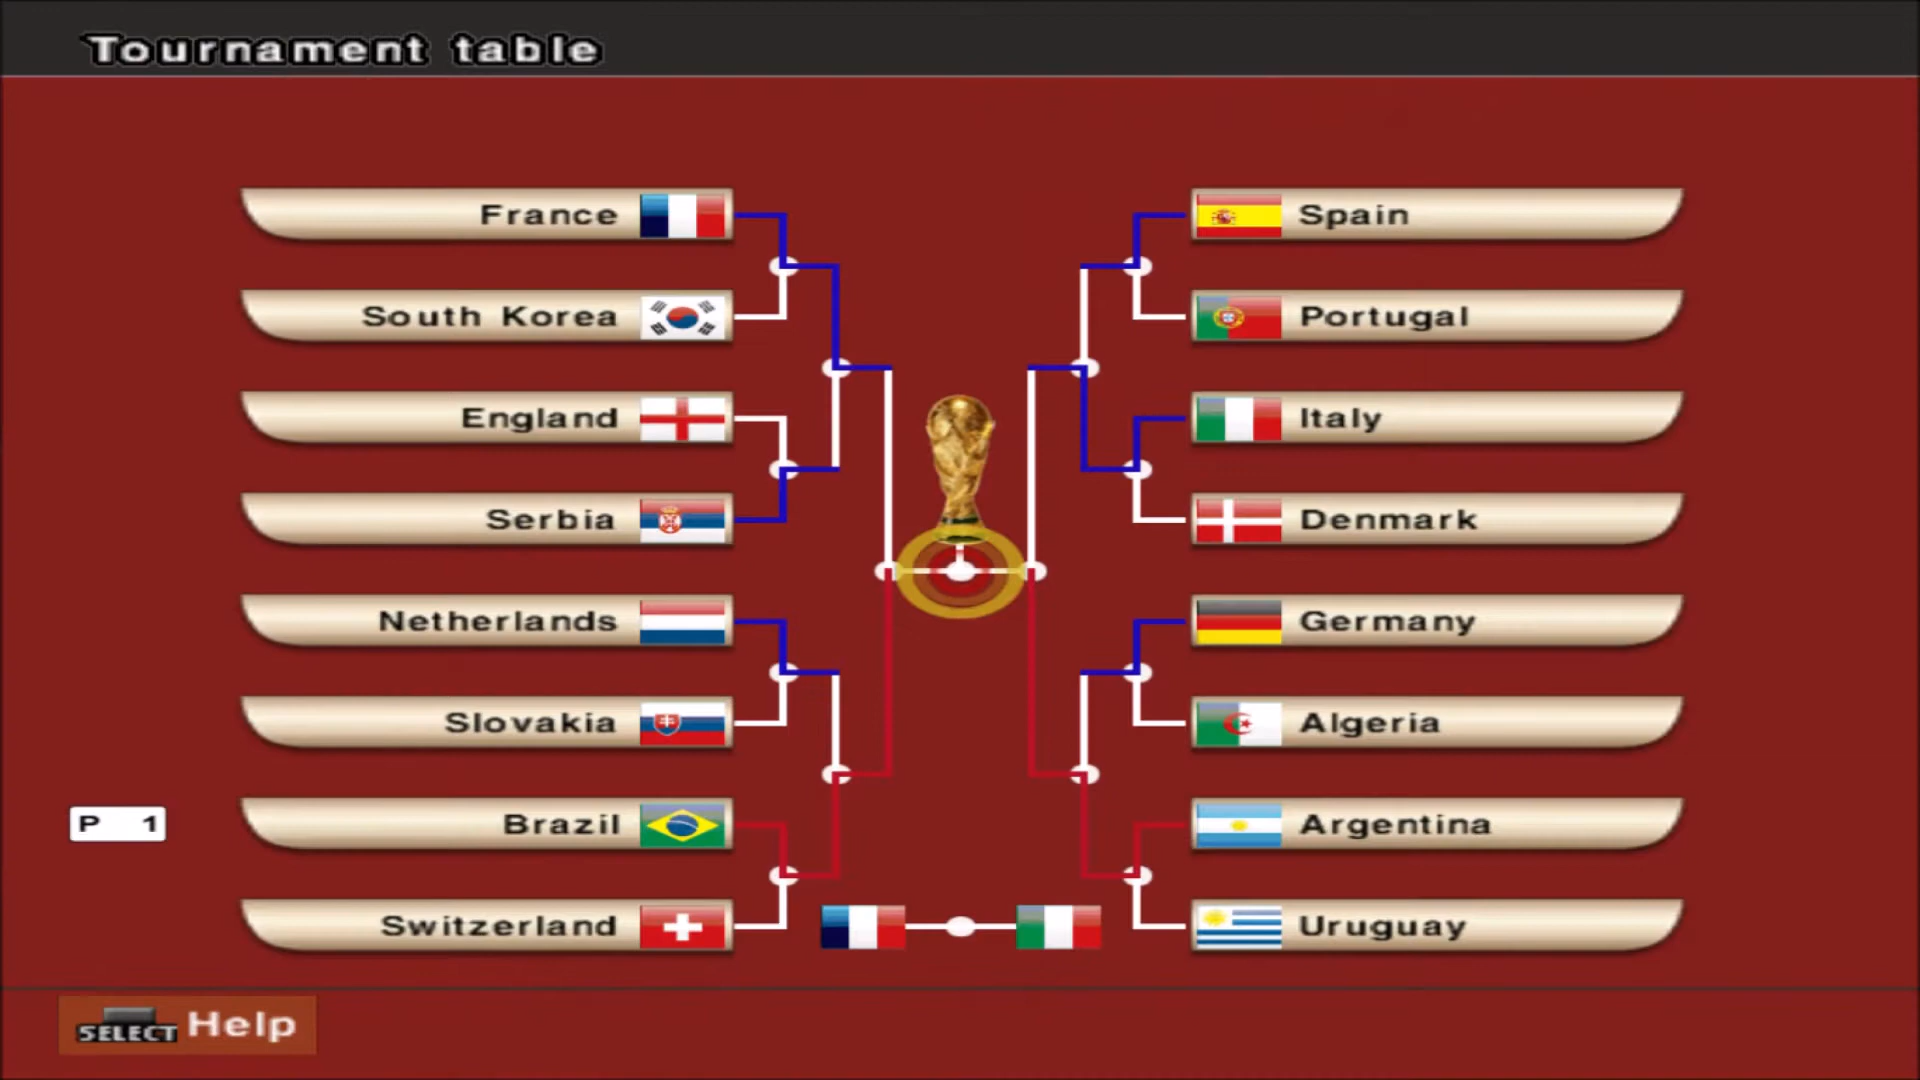 Tournament table
France
South Korea
England
Serbia
Netherlands
Slovakia
P 1
Brazil
Switzerland
Spain
Portugal
Italy
Denmark
Germany
Algeria
Argentina
Uruguay
SELECT Help